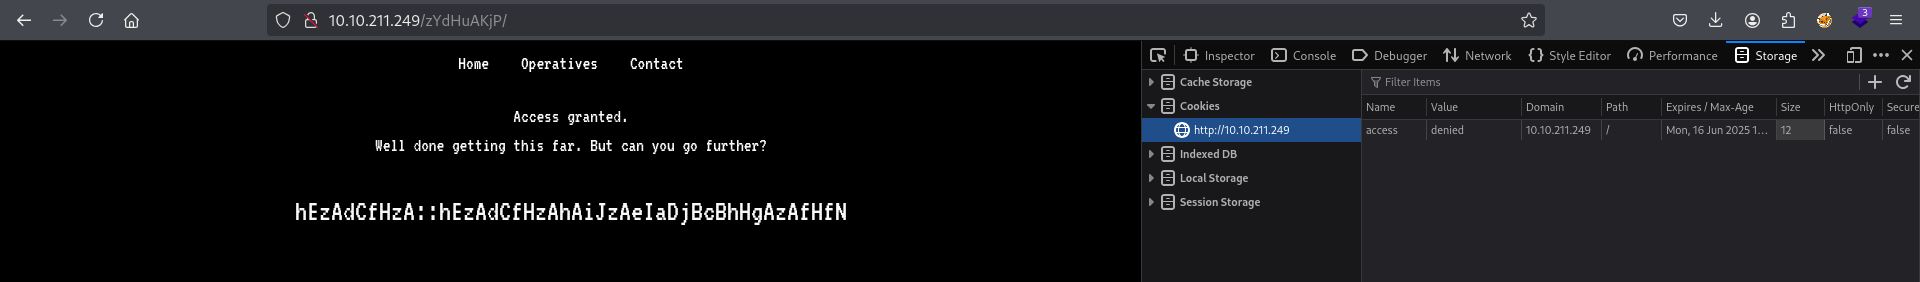 10.10.211.249/zYdHuAKjP/
3
Home Operatives Contact
Access granted.
Well done getting this far. But can you go further?
hEzAdCfHzA::hEzAdCfHzAhAiJzAeIaDjBcBhHgAzAfHfN
Inspector Console Debugger Network Style Editor Performance Storage
Cache Storage
Cookies
http://10.10.211.249
Indexed DB
Local Storage
Session Storage
Filter Items
Name Value Domain Path Expires / Max-Age Size HttpOnly Secure
access denied 10.10.211.249 / Mon, 16 Jun 2025 1... 12 false false